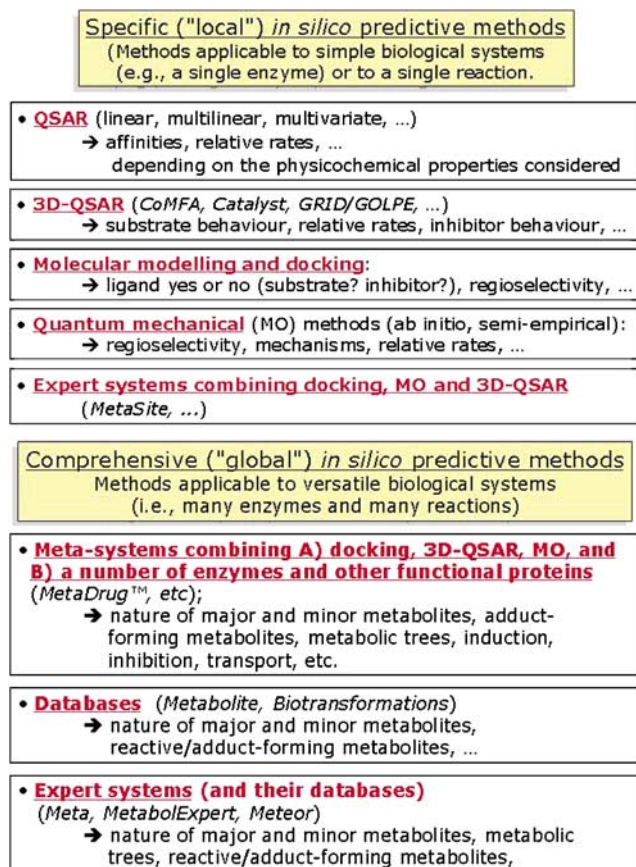 Specific ("local") in silico predictive methods
(Methods applicable to simple biological systems
(e.g., a single enzyme) or to a single reaction.
• QSAR (linear, multilinear, multivariate, ...)
➔ affinities, relative rates, ...
depending on the physicochemical properties considered
• 3D-QSAR (CoMFA, Catalyst, GRID/GOLPE, ...)
➔ substrate behaviour, relative rates, inhibitor behaviour, ...
• Molecular modelling and docking:
➔ ligand yes or no (substrate? inhibitor?), regioselectivity, ...
• Quantum mechanical (MO) methods (ab initio, semi-empirical):
➔ regioselectivity, mechanisms, relative rates, ...
• Expert systems combining docking, MO and 3D-QSAR
(MetaSite, ...)
Comprehensive ("global") in silico predictive methods
Methods applicable to versatile biological systems
(i.e., many enzymes and many reactions)
• Meta-systems combining A) docking, 3D-QSAR, MO, and
B) a number of enzymes and other functional proteins
(MetaDrug™, etc);
➔ nature of major and minor metabolites, adduct-
forming metabolites, metabolic trees, induction,
inhibition, transport, etc.
• Databases (Metabolite, Biotransformations)
➔ nature of major and minor metabolites,
reactive/adduct-forming metabolites, ...
• Expert systems (and their databases)
(Meta, MetabolExpert, Meteor)
➔ nature of major and minor metabolites, metabolic
trees, reactive/adduct-forming metabolites,